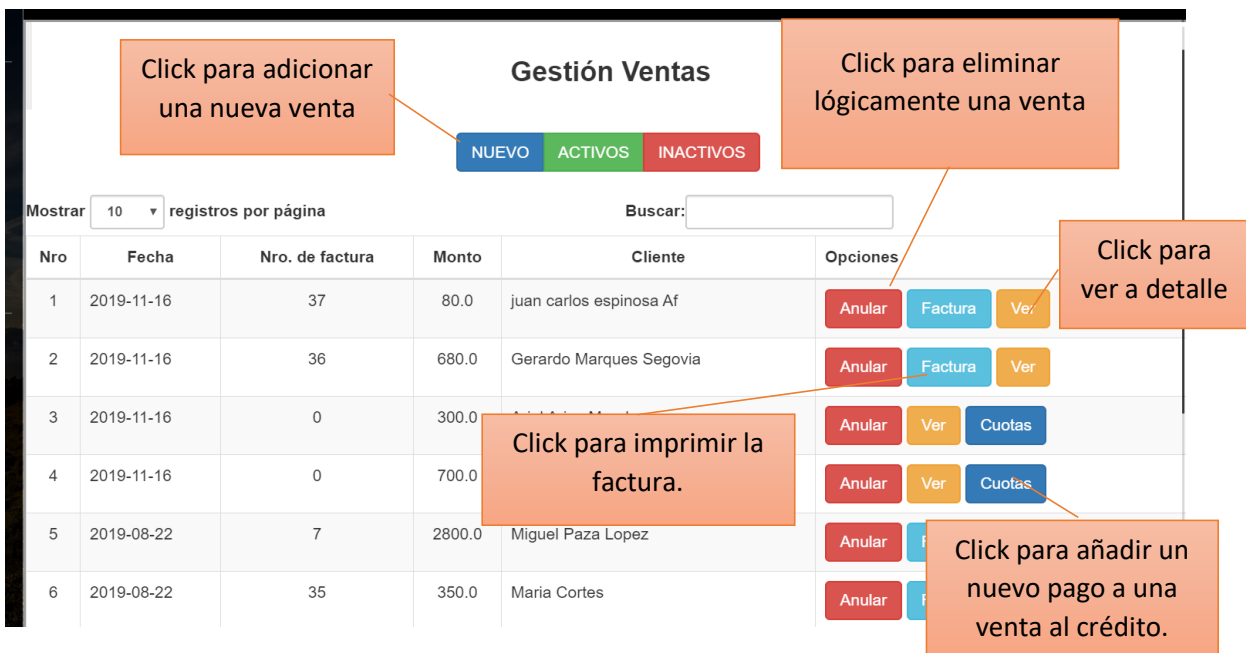 Click para adicionar
una nueva venta
Gestión Ventas
Click para eliminar
lógicamente una venta
NUEVO ACTIVOS INACTIVOS
Mostrar 10 registros por página
Buscar:
Click para
ver a detalle
Nro Fecha Nro. de factura Monto Cliente Opciones
1 2019-11-16 37 80.0 juan carlos espinosa Af Anular Factura Ver
2 2019-11-16 36 680.0 Gerardo Marques Segovia Anular Factura Ver
3 2019-11-16 0 300.0 Anular Ver Cuotas
Click para imprimir la
factura.
4 2019-11-16 0 700.0 Anular Ver Cuotas
5 2019-08-22 7 2800.0 Miguel Paza Lopez Anular
6 2019-08-22 35 350.0 Maria Cortes Anular
Click para añadir un
nuevo pago a una
venta al crédito.